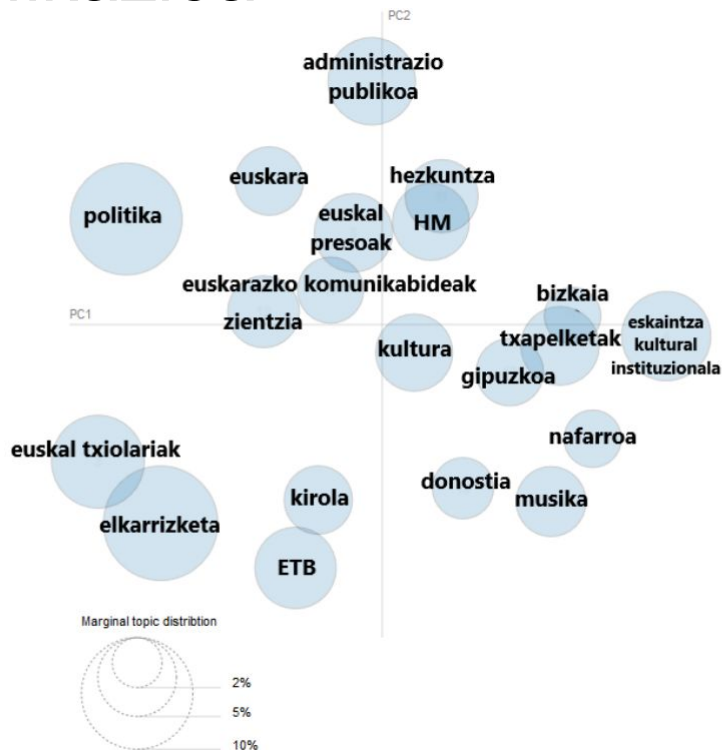 PC2
administrazio
publikoa
euskara
hezkuntza
politika
euskal
presoak
HM
euskarazko komunikabideak
bizkaia
PC1
zientzia
eskaintza
kultural
instituzionala
txapelketak
kultura
gipuzkoa
nafarroa
euskal txiolariak
donostia
musika
kirola
elkarrizketa
ETB
Marginal topic distribtion
2%
5%
10%